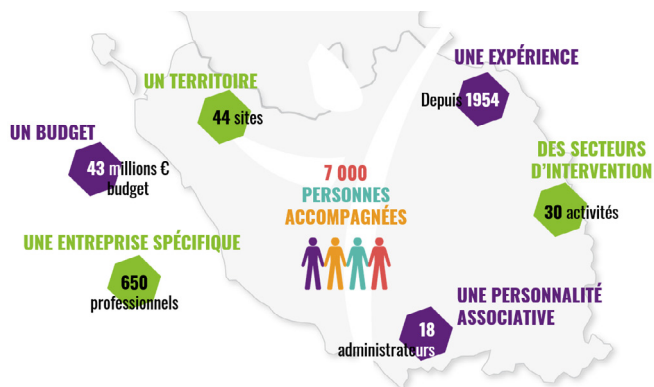 UNE EXPÉRIENCE
Depuis 1954
UN TERRITOIRE
44 sites
UN BUDGET
43 millions €
budget
DES SECTEURS
D'INTERVENTION
30 activités
7 000
PERSONNES
ACCOMPAGNÉES
UNE ENTREPRISE SPÉCIFIQUE
650
professionnels
UNE PERSONNALITÉ
ASSOCIATIVE
18
administrateurs